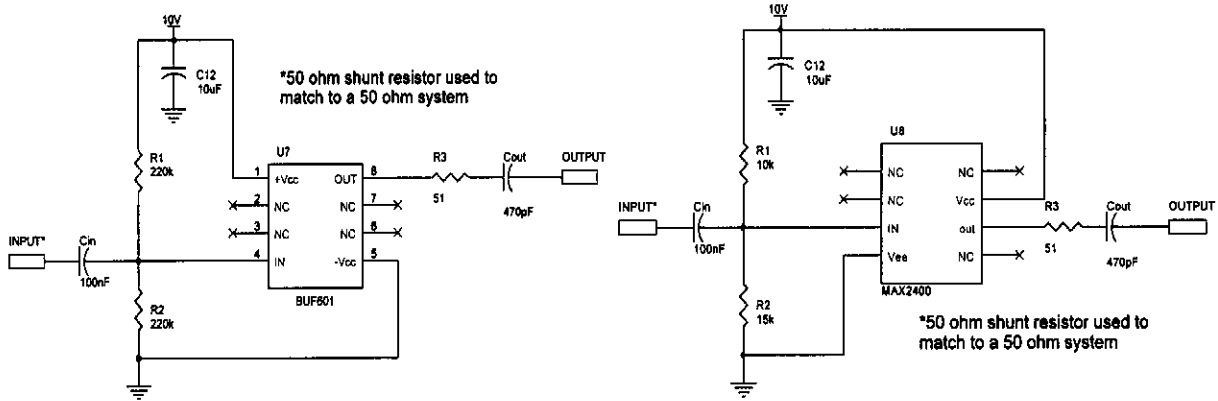 10V
C12
10uF
*50 ohm shunt resistor used to
match to a 50 ohm system
R1
220k
U7
1
+Vcc
OUT
8
2
NC
NC
7
3
NC
NC
6
4
IN
-Vcc
5
BUF601
R3
51
Cout
470pF
OUTPUT
INPUT*
Cin
100nF
R2
220k
10V
C12
10uF
U8
R1
10k
NC
NC
NC
Vcc
IN
out
Vee
NC
MAX2400
R3
51
Cout
470pF
OUTPUT
INPUT*
Cin
100nF
R2
15k
*50 ohm shunt resistor used to
match to a 50 ohm system